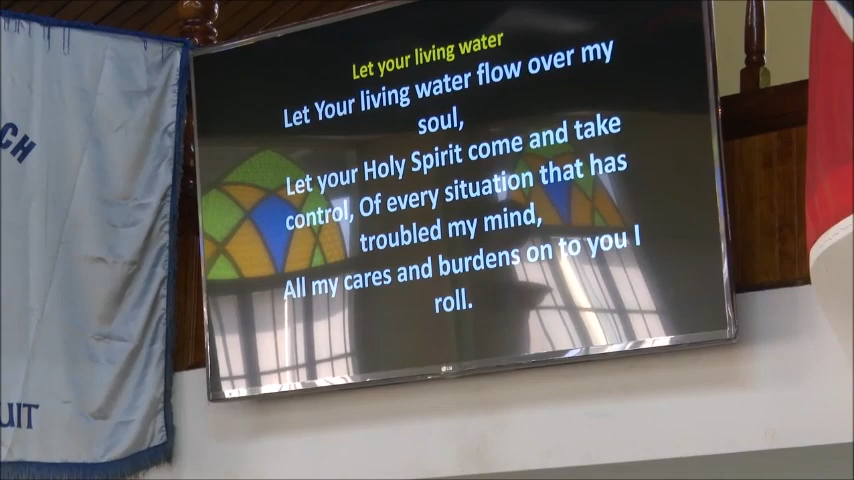 Let your living water
Let Your living water flow over my
soul,
Let your Holy Spirit come and take
control, Of every situation that has
troubled my mind,
All my cares and burdens on to you I
roll.
LG
CH
UIT